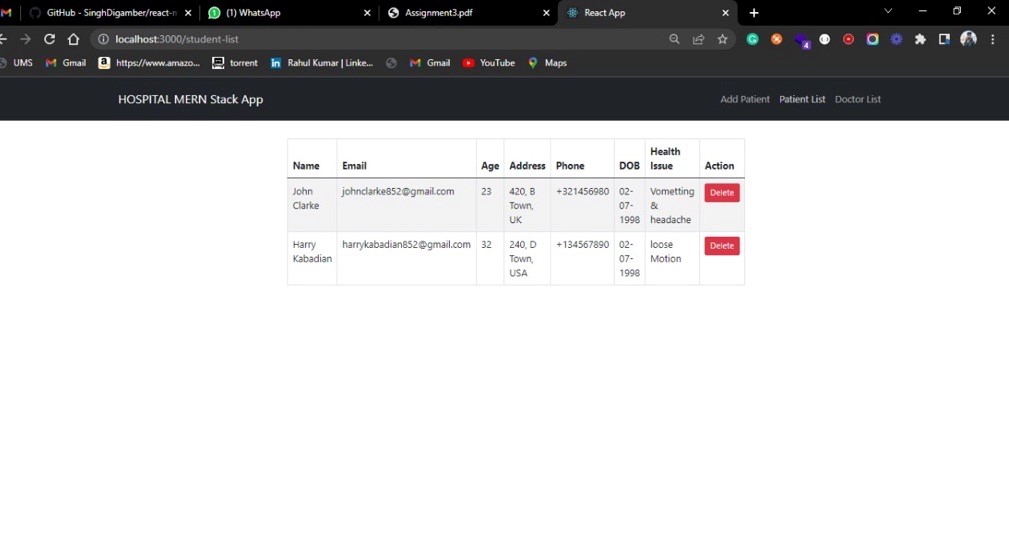 GitHub - SinghDigamber/react-n
(1) WhatsApp
Assignment3.pdf
React App
localhost:3000/student-list
4
UMS
Gmail
https://www.amazo...
torrent
Rahul Kumar | Linke...
Gmail
YouTube
Maps
HOSPITAL MERN Stack App
Add Patient
Patient List
Doctor List
Name
Email
Age
Address
Phone
DOB
Health
Issue
Action
John
Clarke
johnclarke852@gmail.com
23
420, B
Town,
UK
+321456980
02-
07-
1998
Vometting
&
headache
Delete
Harry
Kabadian
harrykabadian852@gmail.com
32
240, D
Town,
USA
+134567890
02-
07-
1998
loose
Motion
Delete